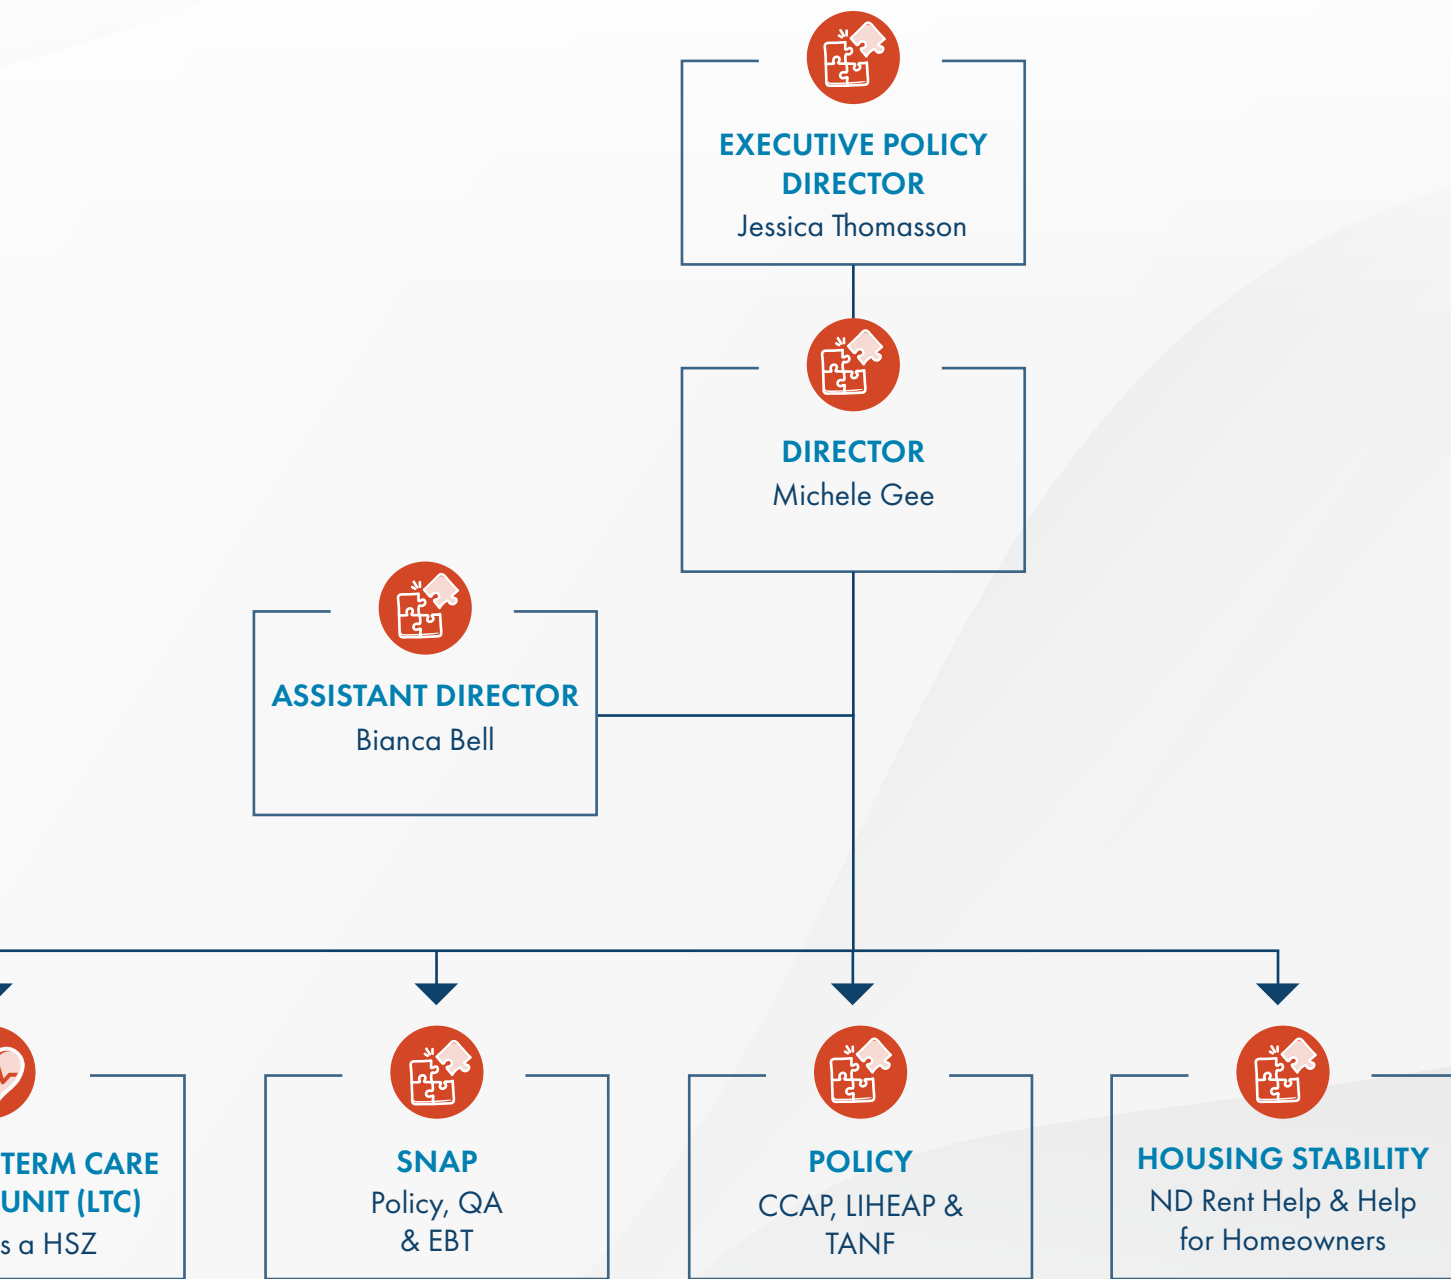 EXECUTIVE POLICY
DIRECTOR
Jessica Thomasson
DIRECTOR
Michele Gee
ASSISTANT DIRECTOR
Bianca Bell
TERM CARE
UNIT (LTC)
s a HSZ
SNAP
Policy, QA
& EBT
POLICY
CCAP, LIHEAP &
TANF
HOUSING STABILITY
ND Rent Help & Help
for Homeowners